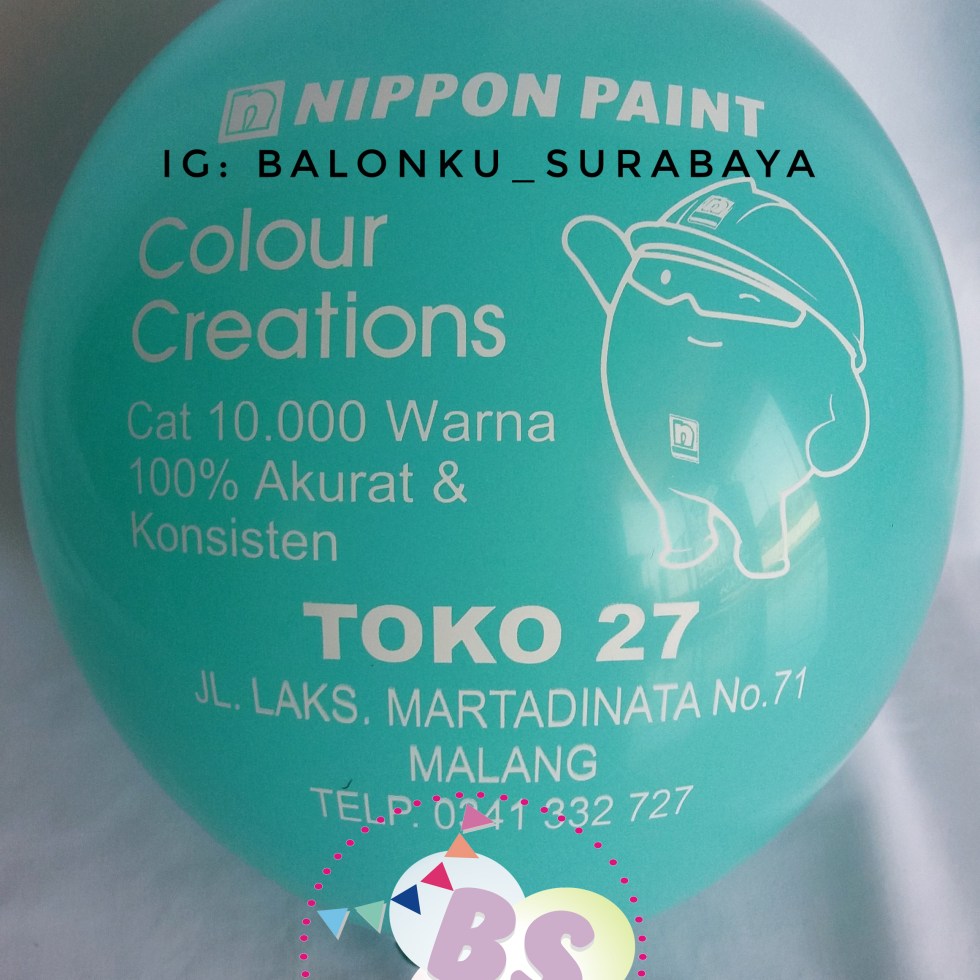 n NIPPON PAINT
IG: BALONKU_SURABAYA
Colour
Creations
Cat 10.000 Warna
100% Akurat &
Konsisten
n
n
TOKO 27
JL. LAKS. MARTADINATA No.71
MALANG
TELP: 0341 332 727
BS